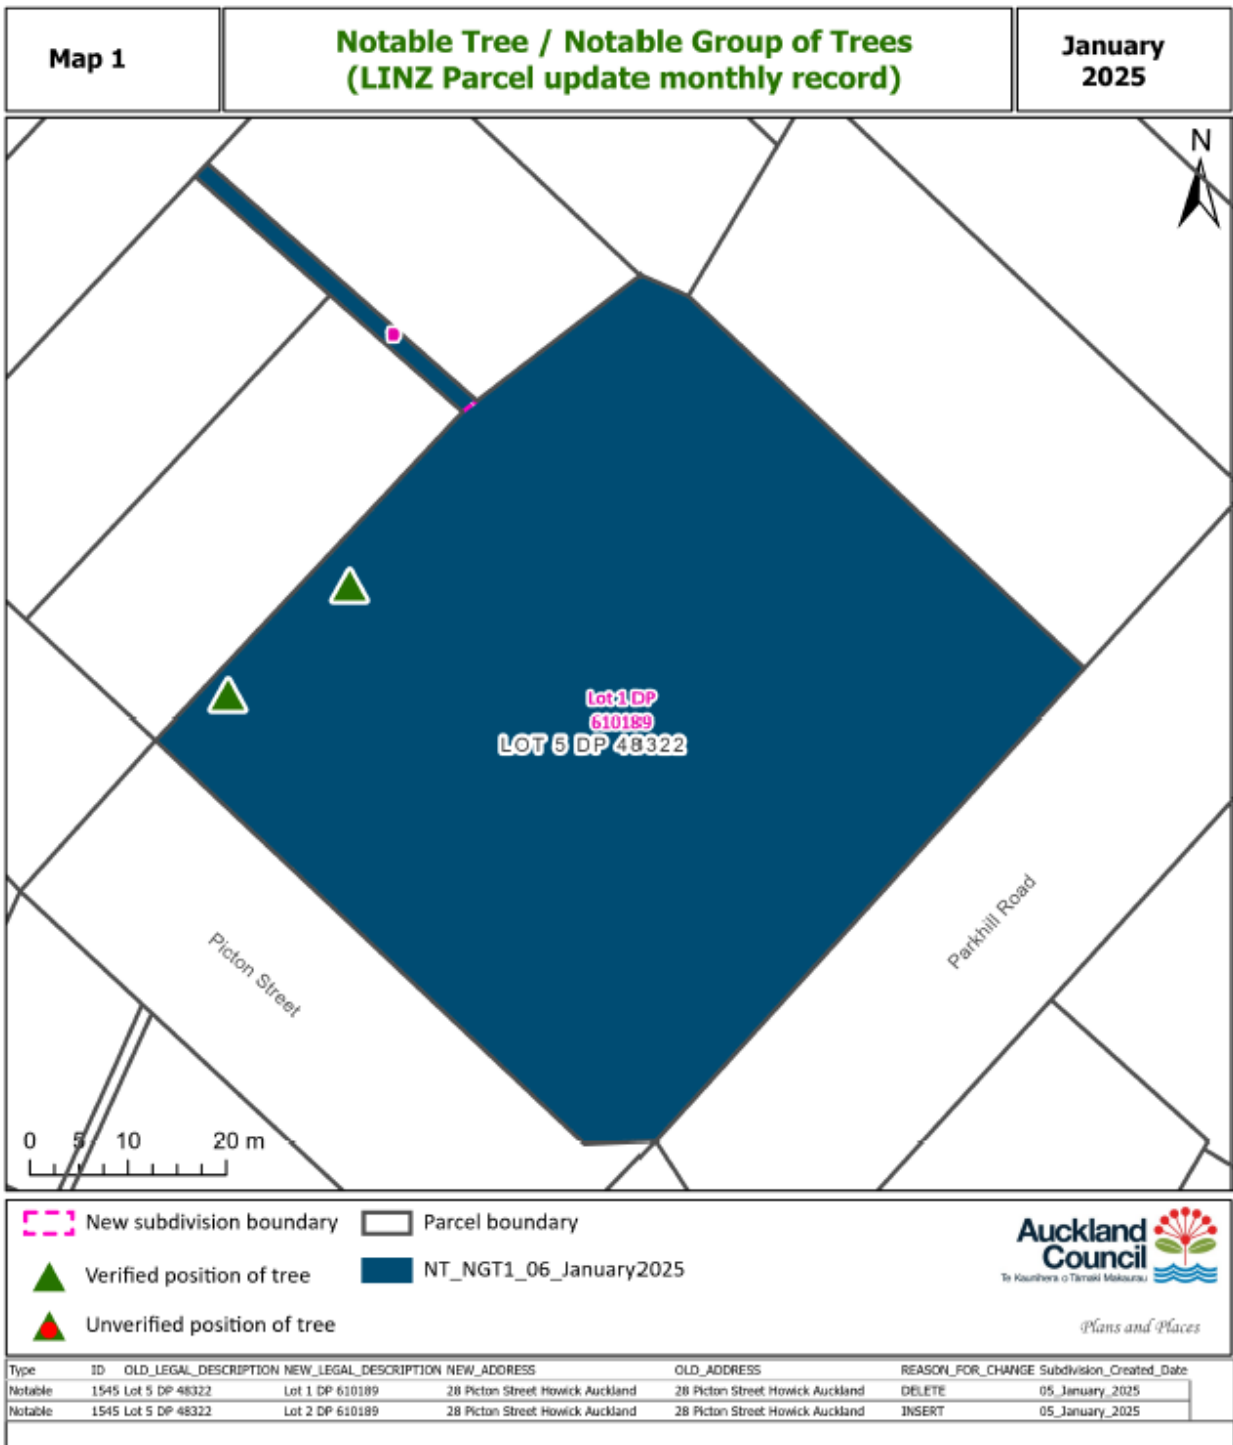 Map 1
Notable Tree / Notable Group of Trees
(LINZ Parcel update monthly record)
January
2025
N
Lot 1 DP
610189
LOT 5 DP 48322
Picton Street
Parkhill Road
0 5 10 20 m
New subdivision boundary
Parcel boundary
Verified position of tree
NT_NGT1_06_January2025
Unverified position of tree
Auckland
Council
Te Kaunihera o Tāmaki Makaurau
Plans and Places
Type ID OLD_LEGAL_DESCRIPTION NEW_LEGAL_DESCRIPTION NEW_ADDRESS OLD_ADDRESS REASON_FOR_CHANGE Subdivision_Created_Date
Notable 1545 Lot 5 DP 48322 Lot 1 DP 610189 28 Picton Street Howick Auckland 28 Picton Street Howick Auckland DELETE 05_January_2025
Notable 1545 Lot 5 DP 48322 Lot 2 DP 610189 28 Picton Street Howick Auckland 28 Picton Street Howick Auckland INSERT 05_January_2025